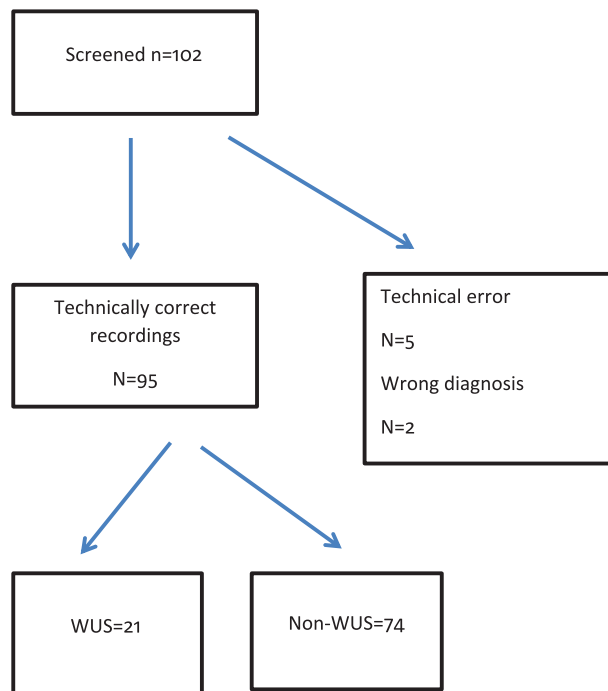 Screened n=102
Technically correct
recordings
N=95
Technical error
N=5
Wrong diagnosis
N=2
WUS=21
Non-WUS=74